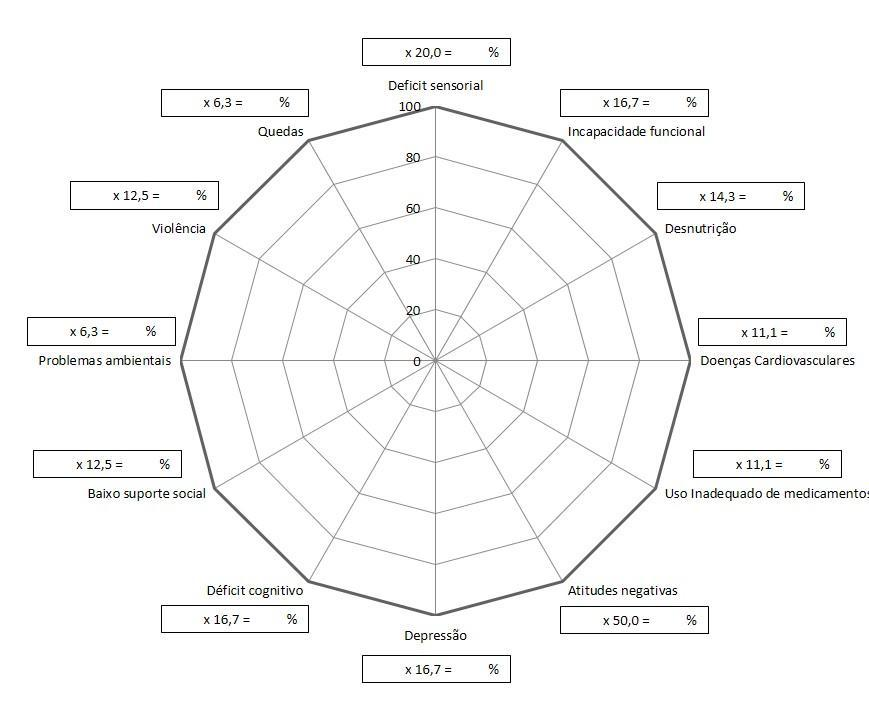 x 20,0 = %
Deficit sensorial
x 6,3 = %
x 16,7 = %
Quedas
100
Incapacidade funcional
80
x 12,5 = %
x 14,3 = %
Violência
60
Desnutrição
40
20
x 6,3 = %
x 11,1 = %
Problemas ambientais
0
Doenças Cardiovasculares
x 12,5 = %
x 11,1 = %
Baixo suporte social
Uso Inadequado de medicamentos
Déficit cognitivo
Atitudes negativas
x 16,7 = %
x 50,0 = %
Depressão
x 16,7 = %